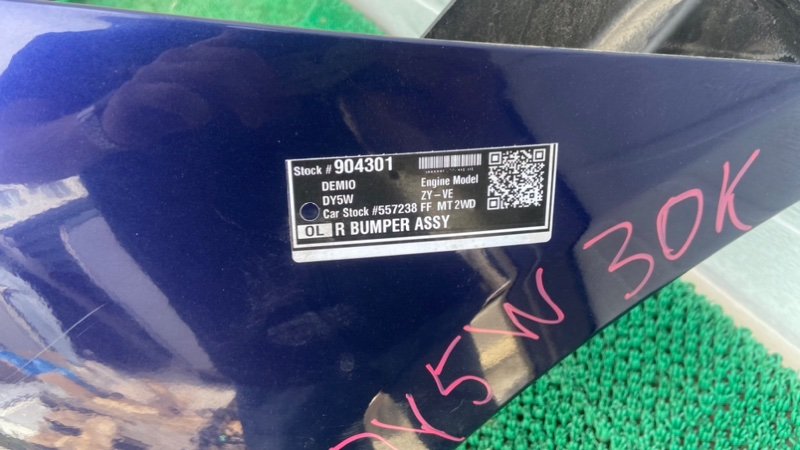 Stock # 904301
DEMIO
DY5W
Engine Model
ZY-VE
Car Stock #557238 FF MT 2WD
OL R BUMPER ASSY
DY5W 30K